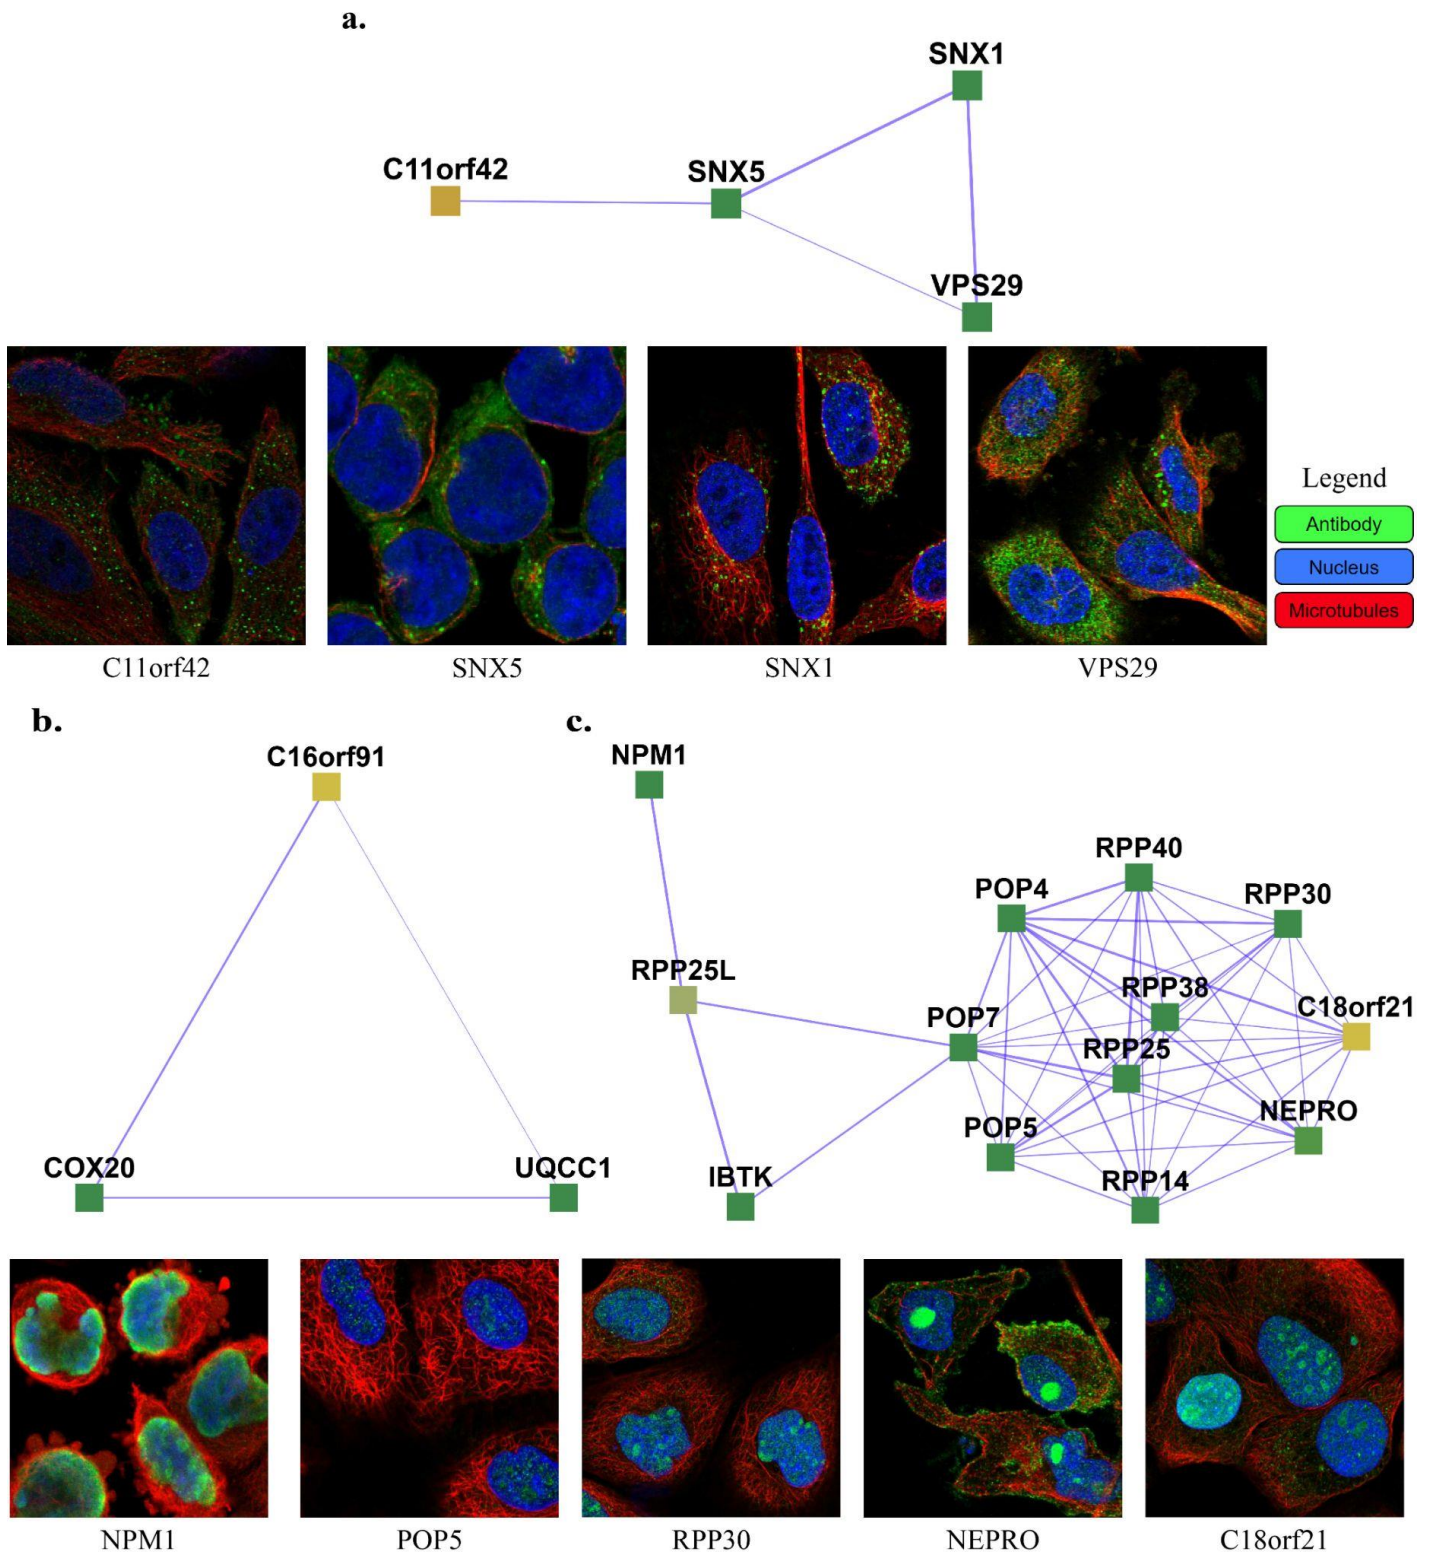 a.
SNX1
C11orf42
SNX5
VPS29
Legend
Antibody
Nucleus
Microtubules
C11orf42
SNX5
SNX1
VPS29
b.
c.
C16orf91
NPM1
RPP40
POP4
RPP30
RPP25L
RPP38
C18orf21
POP7
RPP25
NEPRO
POP5
COX20
UQCC1
IBTK
RPP14
NPM1
POP5
RPP30
NEPRO
C18orf21